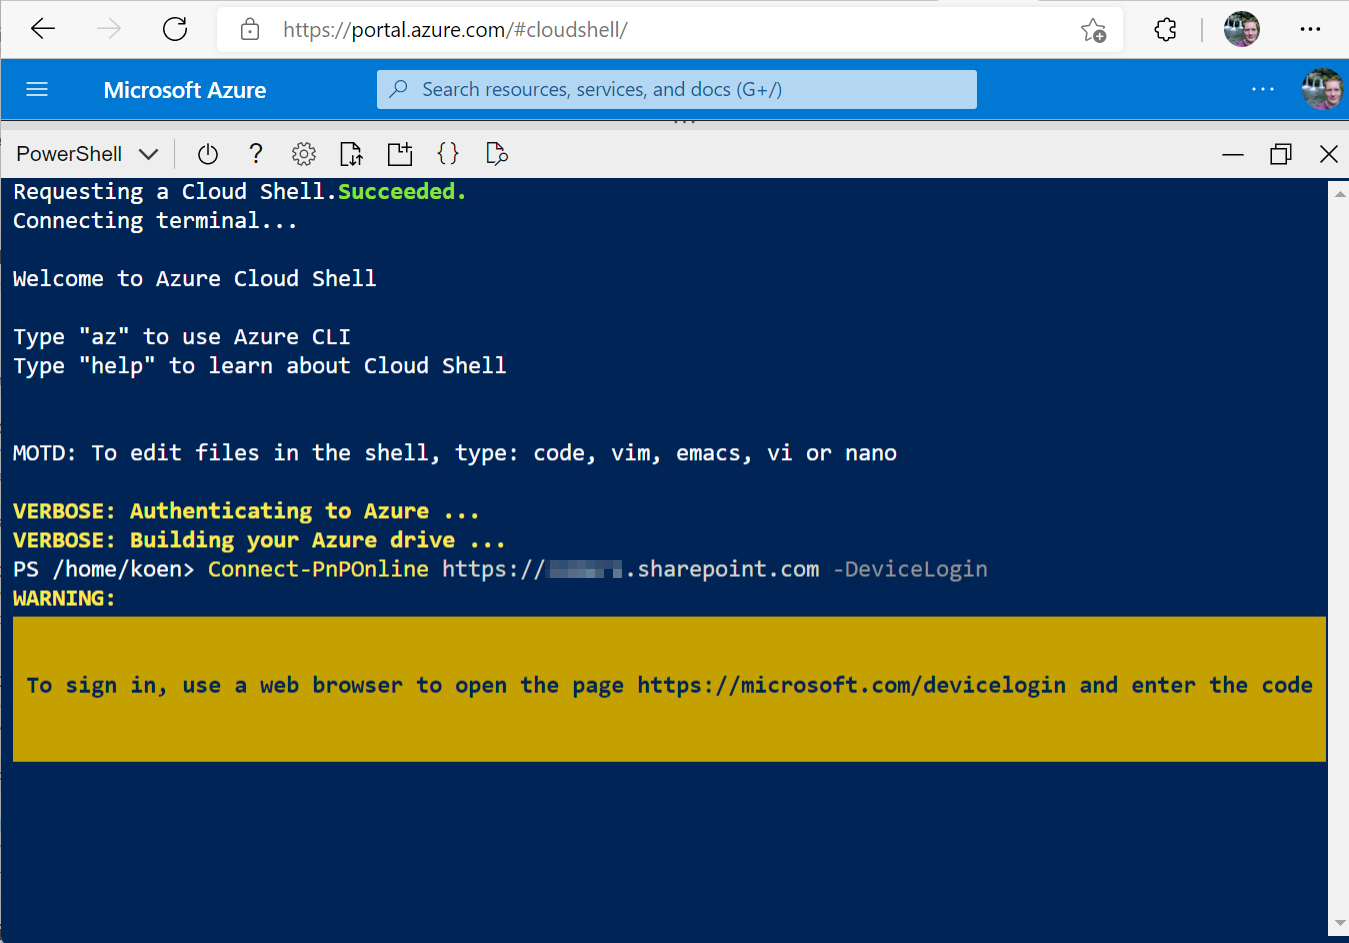 https://portal.azure.com/#cloudshell/
Microsoft Azure
Search resources, services, and docs (G+/)
PowerShell
Requesting a Cloud Shell.Succeeded.
Connecting terminal...
Welcome to Azure Cloud Shell
Type "az" to use Azure CLI
Type "help" to learn about Cloud Shell
MOTD: To edit files in the shell, type: code, vim, emacs, vi or nano
VERBOSE: Authenticating to Azure ...
VERBOSE: Building your Azure drive ...
PS /home/koen> Connect-PnPOnline https:// .sharepoint.com -DeviceLogin
WARNING:
To sign in, use a web browser to open the page https://microsoft.com/devicelogin and enter the code